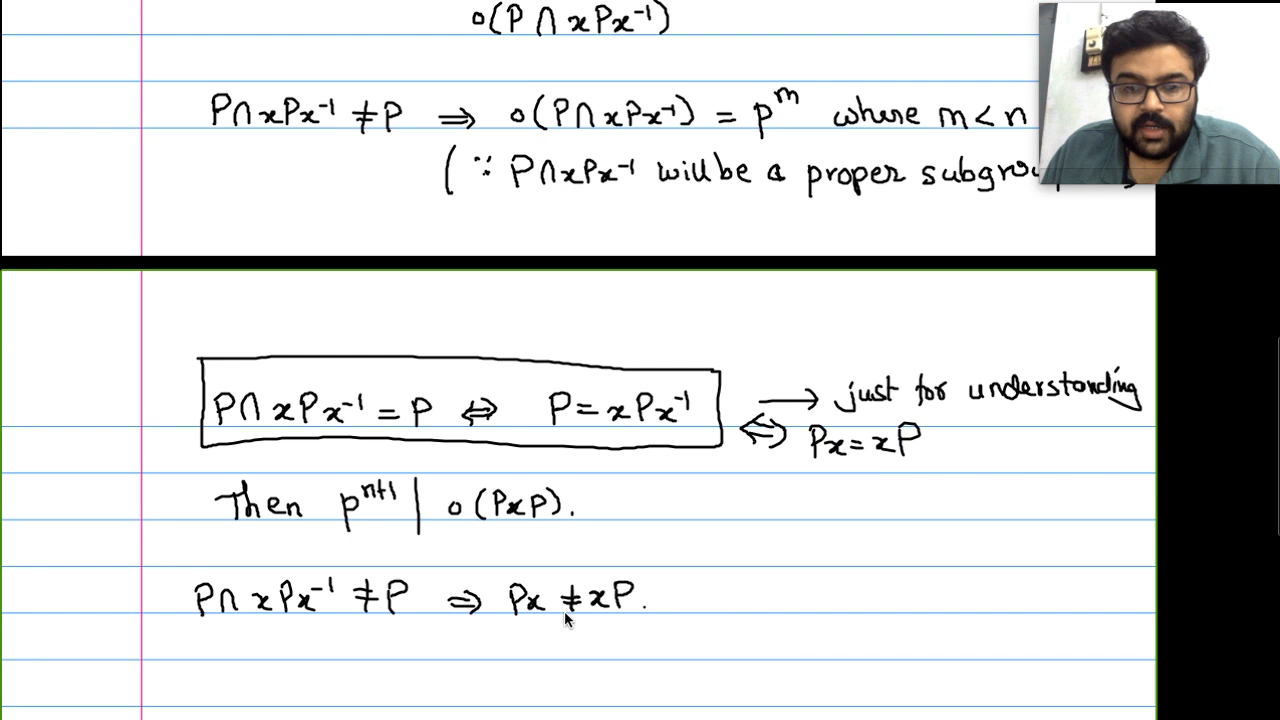 o(P ∩ xPx⁻¹)
P∩xPx⁻¹ ≠ P ⇒ o(P∩xPx⁻¹) = pᵐ where m < n
(∵ P∩xPx⁻¹ will be a proper
P∩xPx⁻¹ = P ⇔ P = xPx⁻¹ → just for understanding
⇔ Px = xP
Then pⁿ⁺¹ | o(PxP).
P∩xPx⁻¹ ≠ P ⇒ Px ≠ xP.